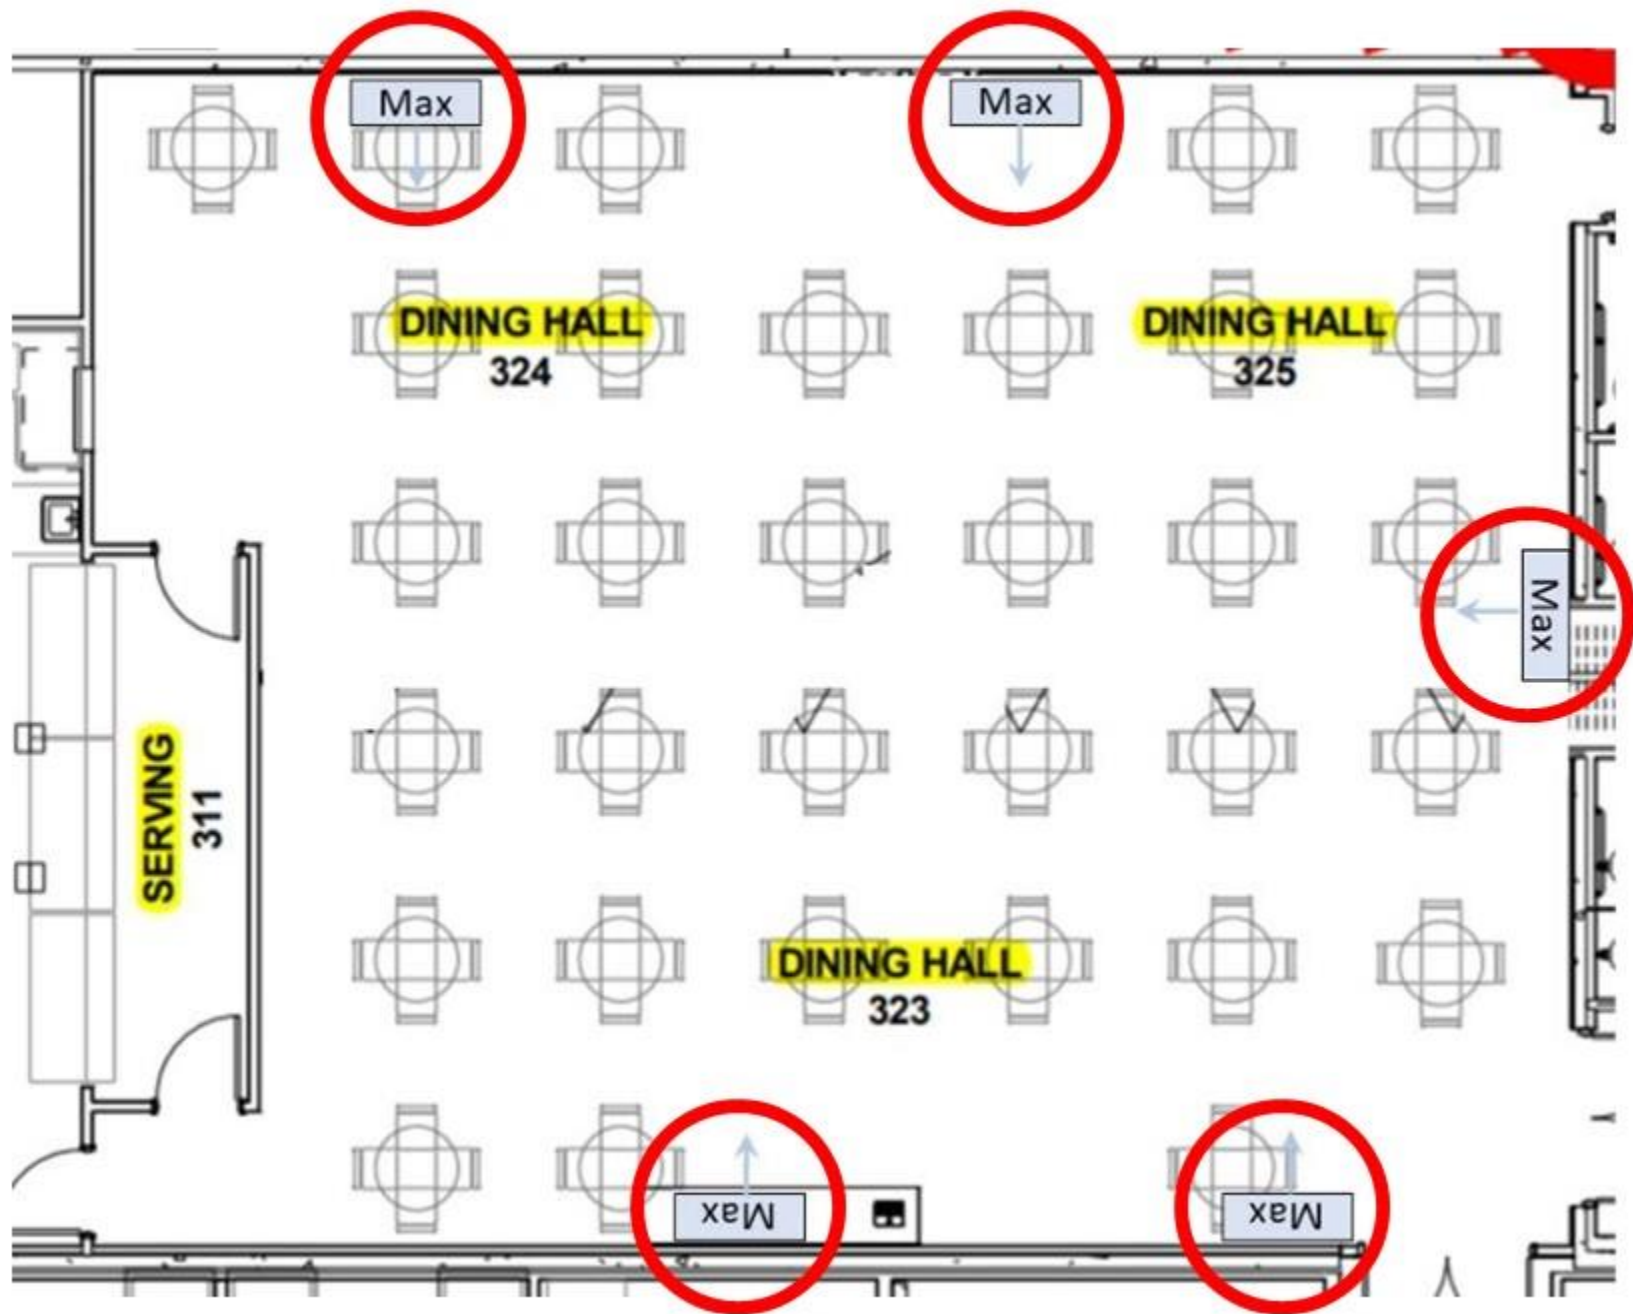 Max
Max
DINING HALL
324
DINING HALL
325
Max
SERVING
311
DINING HALL
323
Max
Max